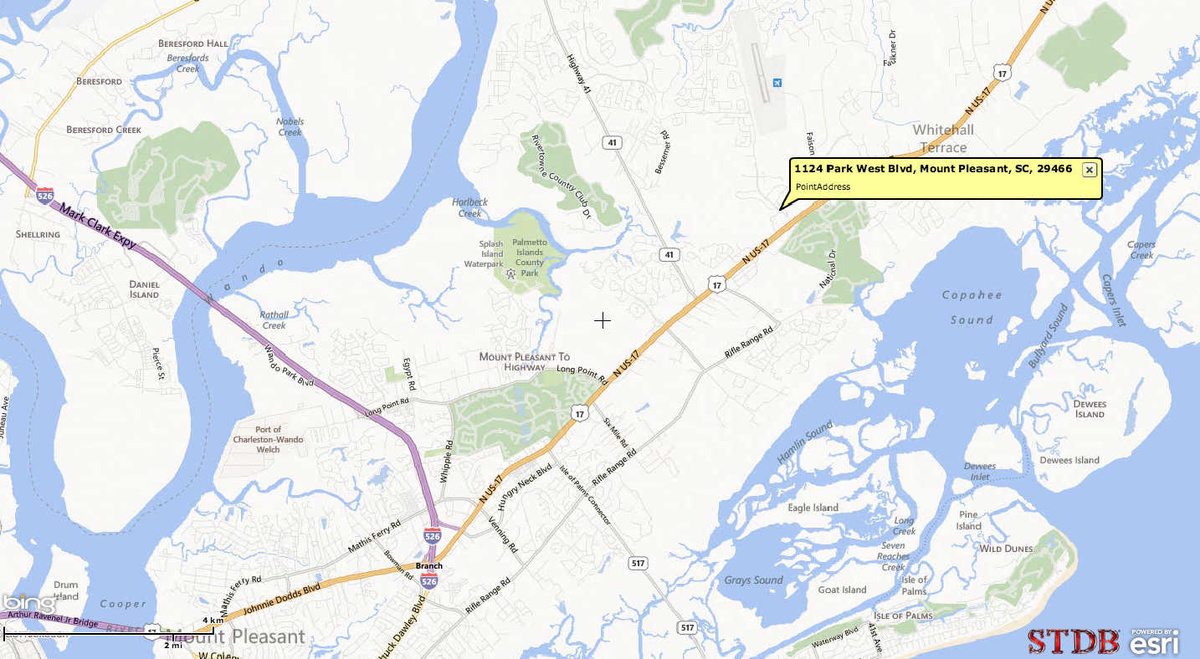 BERESFORD HALL
Beresfords
Creek
BERESFORD
BERESFORD CREEK
Nobels
Creek
526
Mark Clark Expy
SHELLRING
DANIEL
ISLAND
Wando
Rathall
Creek
Pierce St
Wando Park Blvd
Egypt Rd
Long Point Rd
Port of
Charleston-Wando
Welch
Whipple Rd
Horlbeck
Creek
Splash
Island
Waterpark
Palmetto
Islands
County
Park
Rivertowne Country Club Dr
Highway 41
41
Bessemer Rd
41
17
N US-17
Whitehall
Terrace
1124 Park West Blvd, Mount Pleasant, SC, 29466
PointAddress
N US-17
17
National Dr
Rifle Range Rd
MOUNT PLEASANT TO
HIGHWAY
Long Point Rd
N US-17
17
Six Mile Rd
Rifle Range Rd
Isle of Palms Connector
Hungry Neck Blvd
N US-17
Venning Rd
526
Mathis Ferry Rd
Bowman Rd
Branch
526
Mathis Ferry Rd
Johnnie Dodds Blvd
Rifle Range Rd
517
517
Copahee
Sound
Bullyard Sound
Capers
Creek
Capers Inlet
DEWEES
ISLAND
Dewees Island
Hamlin Sound
Dewees
Inlet
Eagle Island
Pine
Island
Long
Creek
Seven
Reaches
Creek
WILD DUNES
Grays Sound
Goat Island
Isle of
Palms
ISLE OF PALMS
Waterway Blvd
41st Ave
Drum
Island
Cooper
River
bing
Arthur Ravenel Jr Bridge
4 km
2 mi
17
Mount Pleasant
STDB
POWERED BY
esri